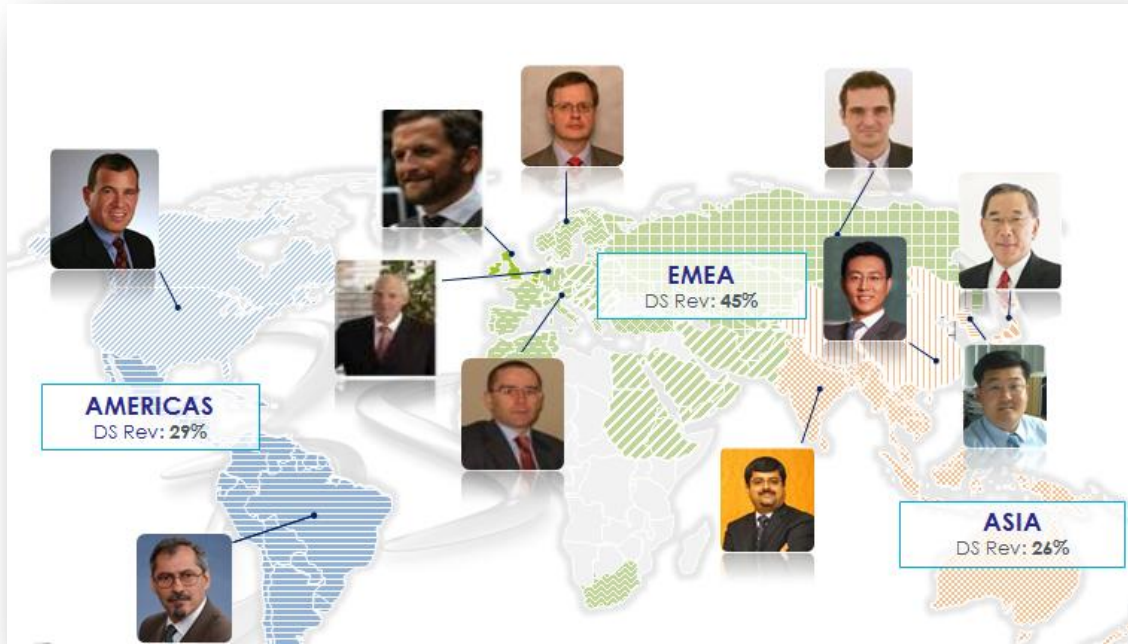 EMEA
DS Rev: 45%
AMERICAS
DS Rev: 29%
ASIA
DS Rev: 26%